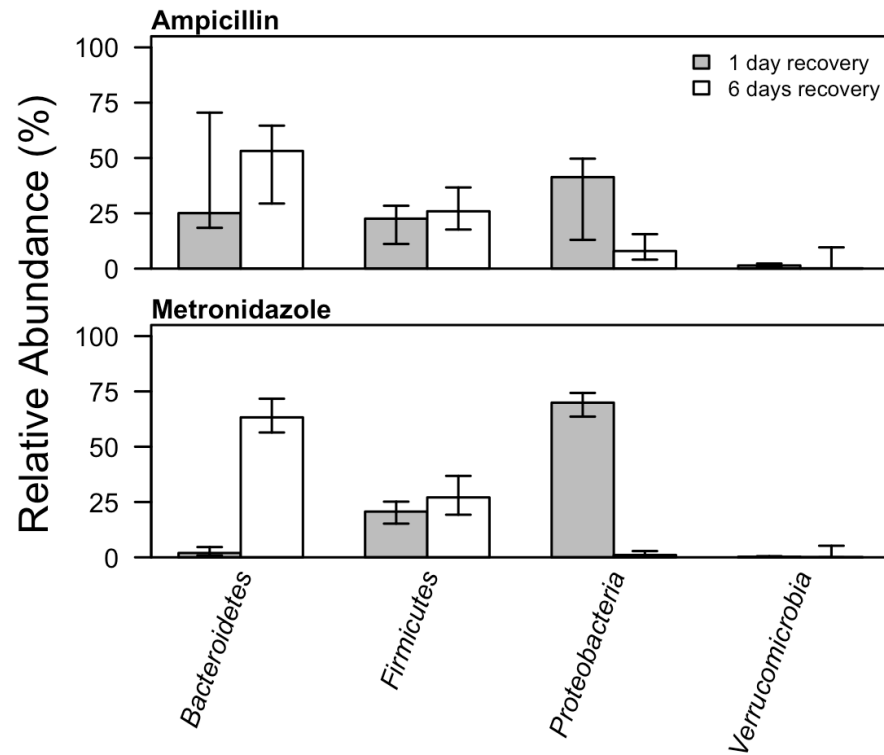 Ampicillin
100
75
50
25
0
1 day recovery
6 days recovery
Relative Abundance (%)
Metronidazole
100
75
50
25
0
Bacteroidetes
Firmicutes
Proteobacteria
Verrucomicrobia